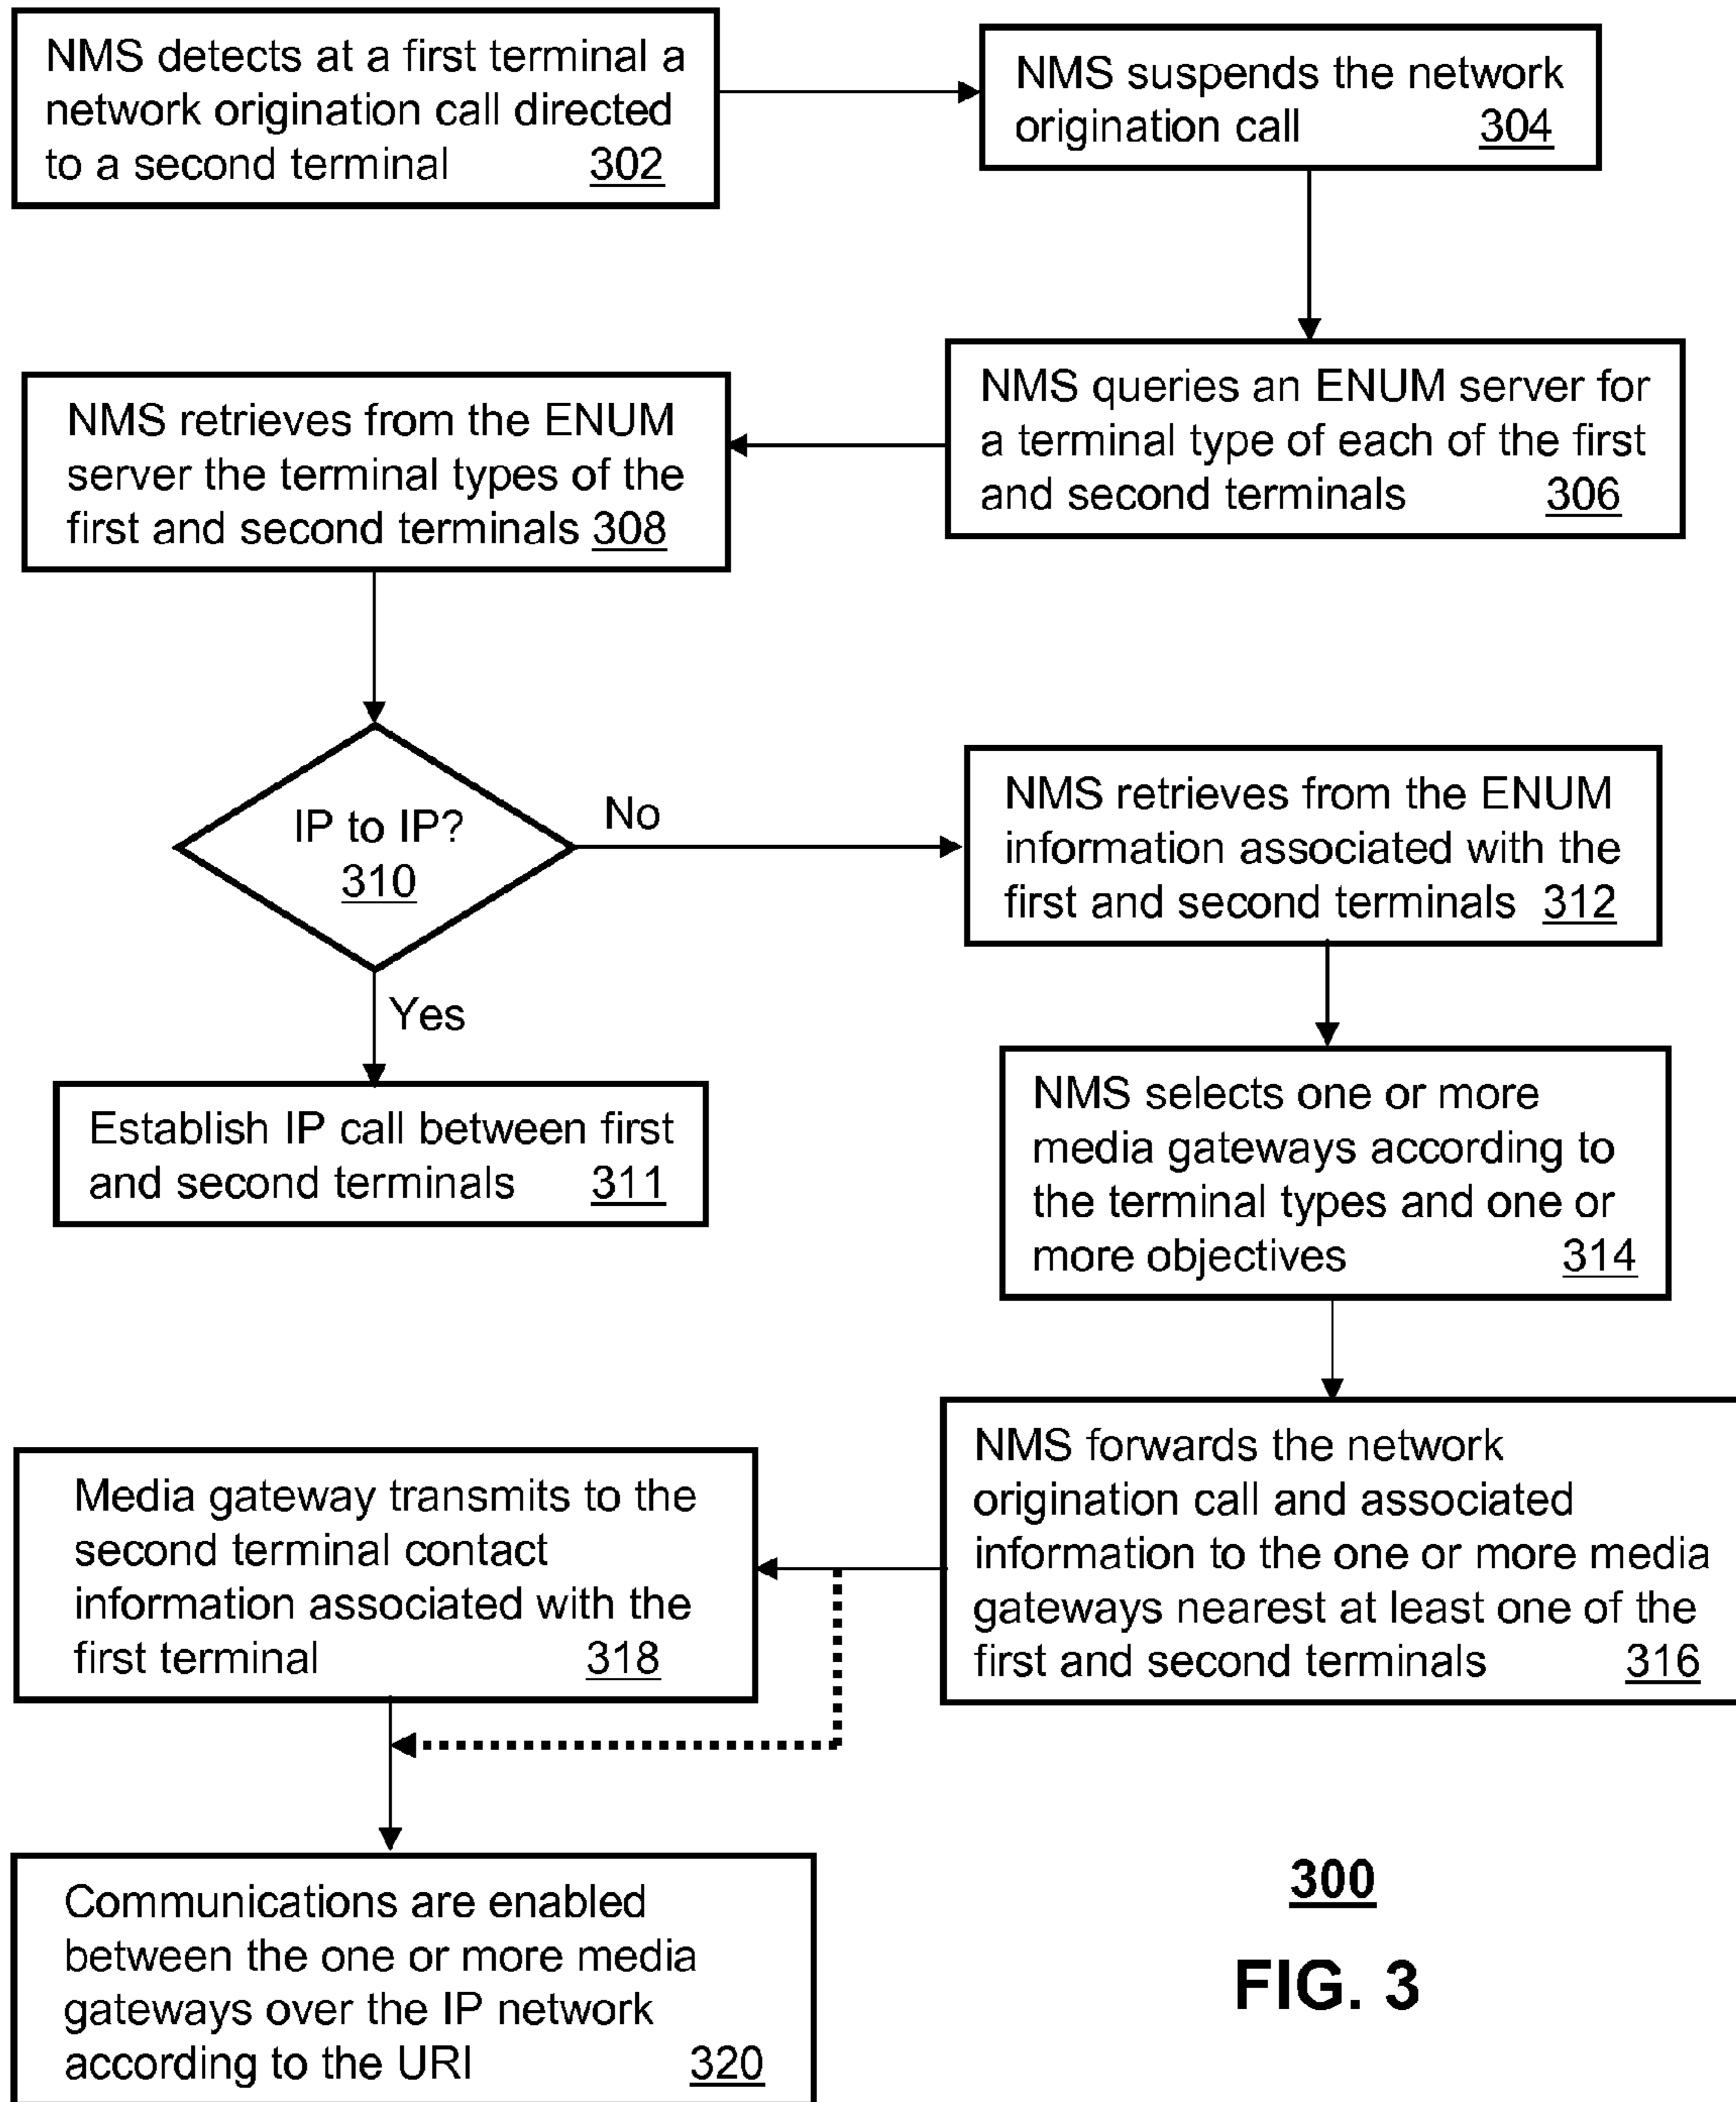 NMS detects at a first terminal a
network origination call directed
to a second terminal 302
NMS suspends the network
origination call 304
NMS queries an ENUM server for
a terminal type of each of the first
and second terminals 306
NMS retrieves from the ENUM
server the terminal types of the
first and second terminals 308
IP to IP?
310
No
Yes
Establish IP call between first
and second terminals 311
NMS retrieves from the ENUM
information associated with the
first and second terminals 312
NMS selects one or more
media gateways according to
the terminal types and one or
more objectives 314
NMS forwards the network
origination call and associated
information to the one or more media
gateways nearest at least one of the
first and second terminals 316
Media gateway transmits to the
second terminal contact
information associated with the
first terminal 318
Communications are enabled
between the one or more media
gateways over the IP network
according to the URI 320
300
FIG. 3